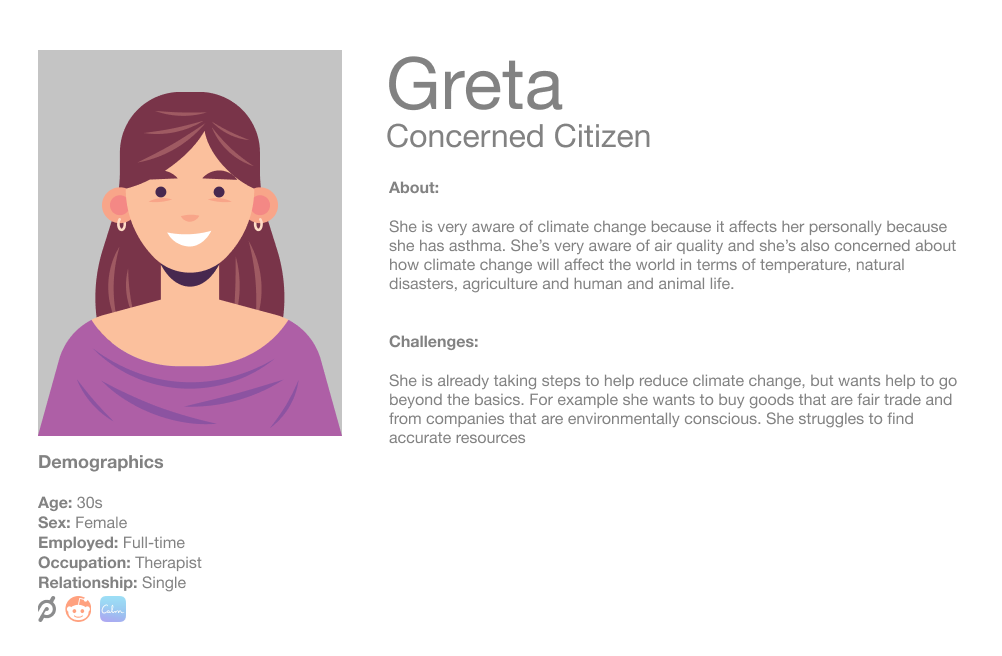 Greta
Concerned Citizen
About:
She is very aware of climate change because it affects her personally because
she has asthma. She’s very aware of air quality and she’s also concerned about
how climate change will affect the world in terms of temperature, natural
disasters, agriculture and human and animal life.
Challenges:
She is already taking steps to help reduce climate change, but wants help to go
beyond the basics. For example she wants to buy goods that are fair trade and
from companies that are environmentally conscious. She struggles to find
accurate resources
Demographics
Age: 30s
Sex: Female
Employed: Full-time
Occupation: Therapist
Relationship: Single
Calm